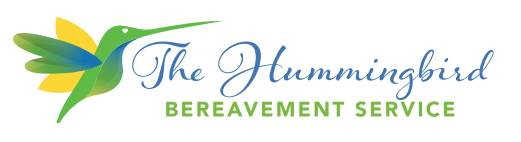 The Hummingbird
BEREAVEMENT SERVICE